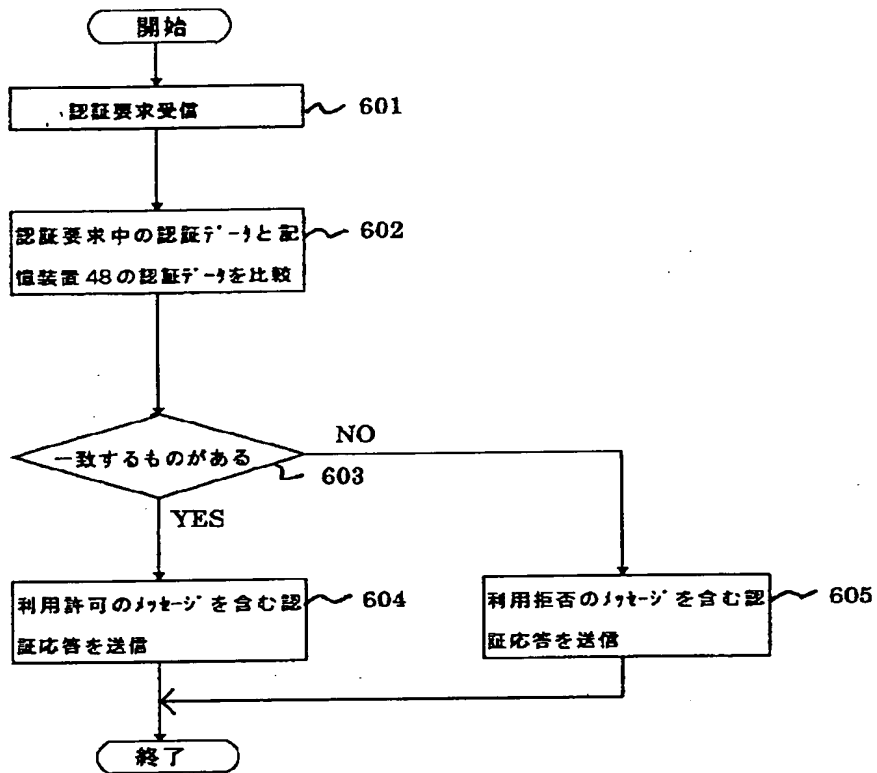 開始
認証要求受信
601
認証要求中の認証データと記
憶装置48の認証データを比較
602
一致するものがある
603
NO
YES
利用許可のメッセージを含む認
証応答を送信
604
利用拒否のメッセージを含む認
証応答を送信
605
終了